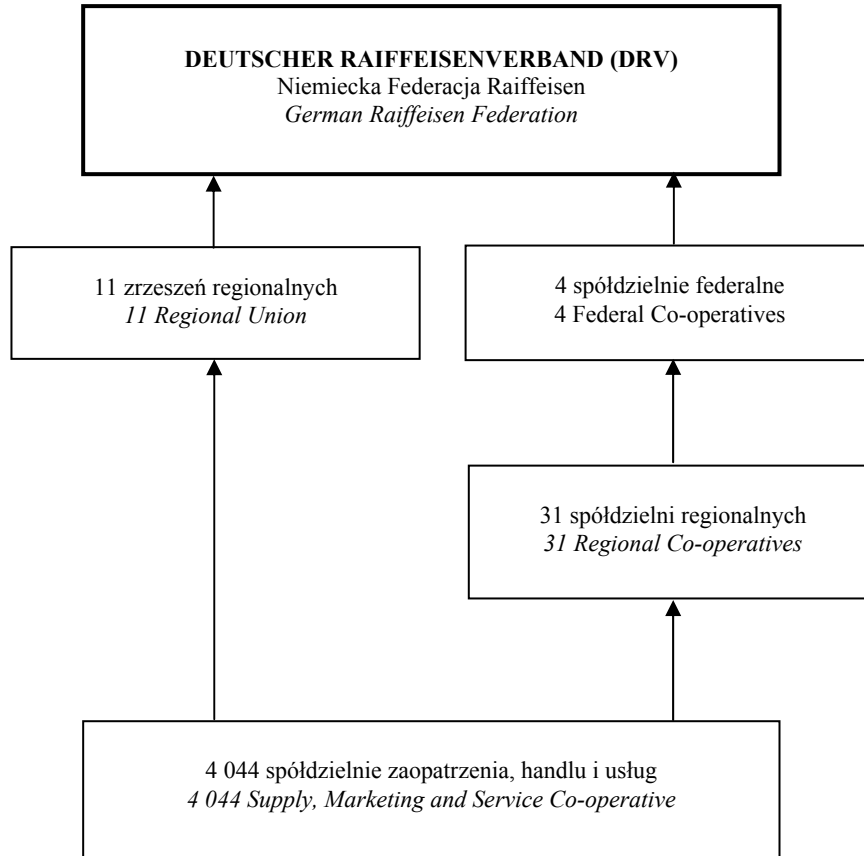 DEUTSCHER RAIFFEISENVERBAND (DRV)
Niemiecka Federacja Raiffeisen
German Raiffeisen Federation
11 zrzeszeń regionalnych
11 Regional Union
4 spółdzielnie federalne
4 Federal Co-operatives
31 spółdzielni regionalnych
31 Regional Co-operatives
4 044 spółdzielnie zaopatrzenia, handlu i usług
4 044 Supply, Marketing and Service Co-operative